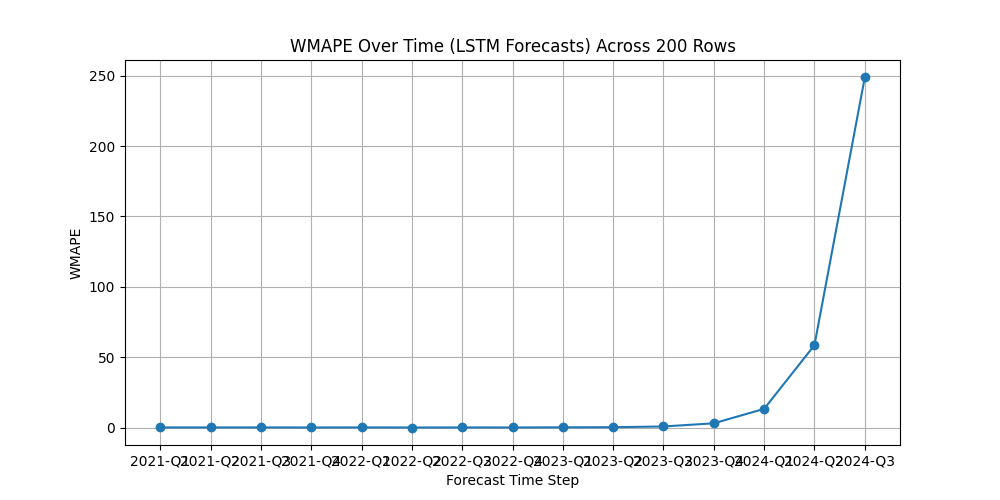 WMAPE Over Time (LSTM Forecasts) Across 200 Rows
WMAPE
250
200
150
100
50
0
2021-Q1 2021-Q2 2021-Q3 2021-Q4 2022-Q1 2022-Q2 2022-Q3 2022-Q4 2023-Q1 2023-Q2 2023-Q3 2023-Q4 2024-Q1 2024-Q2 2024-Q3
Forecast Time Step